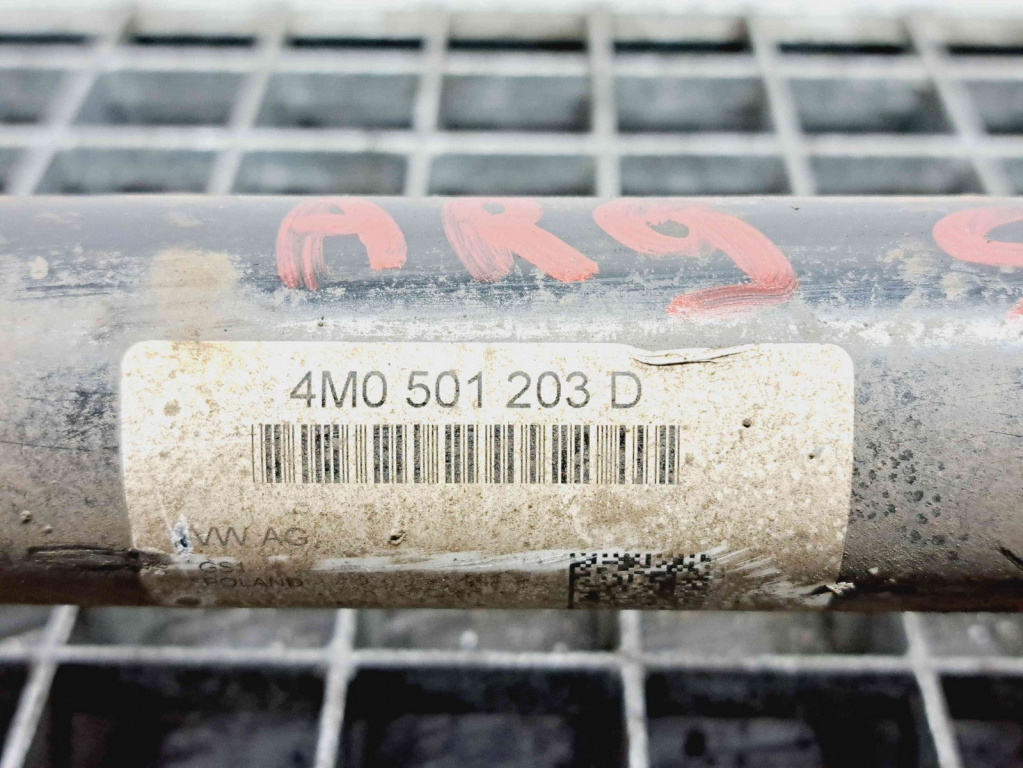 AR9
4M0 501 203 D
VW AG
GS1
POLAND